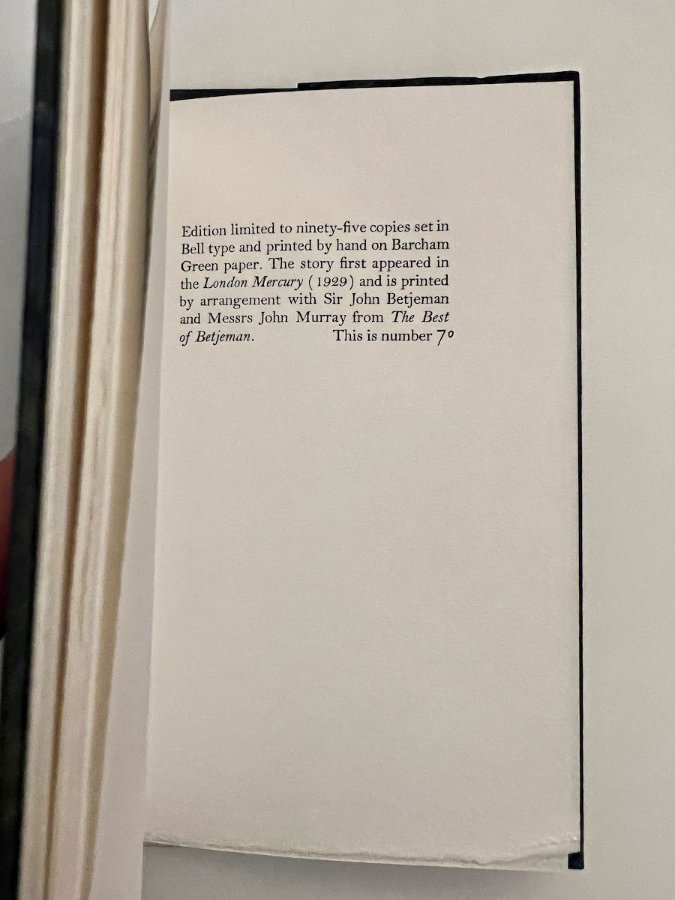 Edition limited to ninety-five copies set in
Bell type and printed by hand on Barcham
Green paper. The story first appeared in
the London Mercury (1929) and is printed
by arrangement with Sir John Betjeman
and Messrs John Murray from The Best
of Betjeman. This is number 70